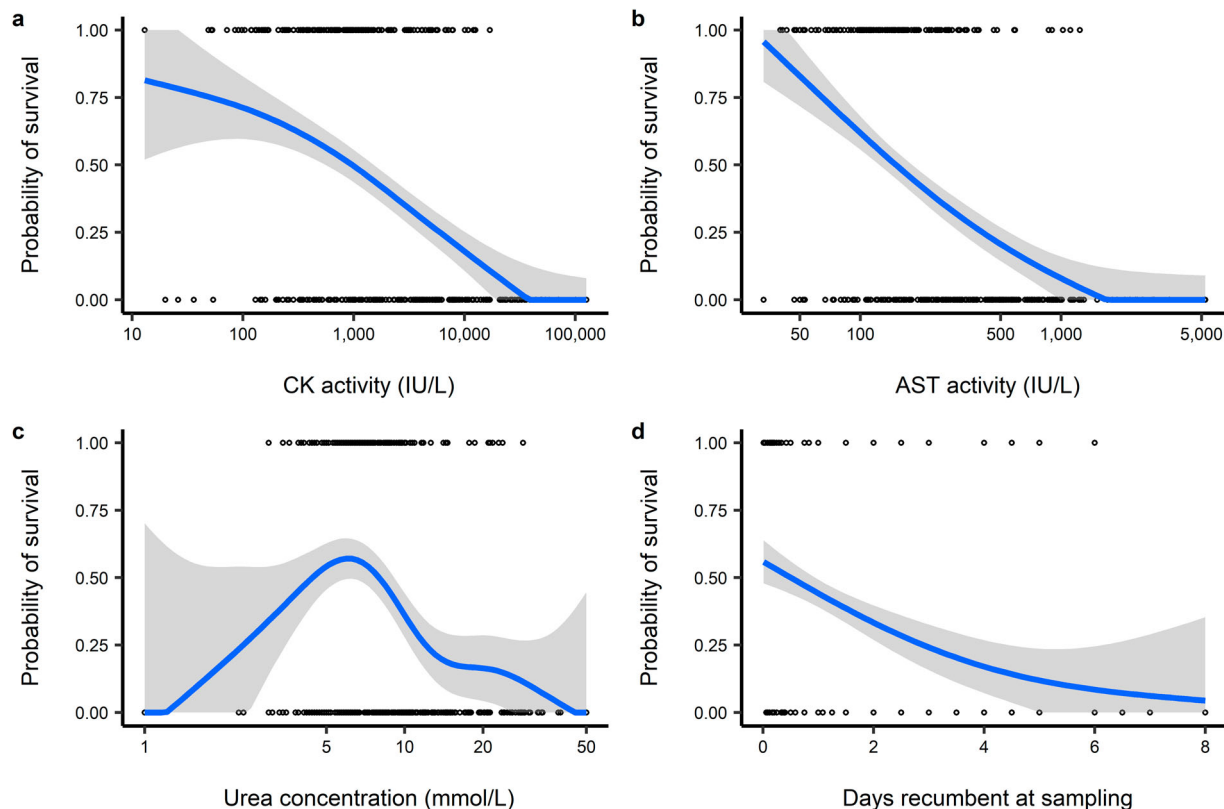 a
Probability of survival
1.00
0.75
0.50
0.25
0.00
10 100 1,000 10,000 100,000
CK activity (IU/L)
b
Probability of survival
1.00
0.75
0.50
0.25
0.00
50 100 500 1,000 5,000
AST activity (IU/L)
c
Probability of survival
1.00
0.75
0.50
0.25
0.00
1 5 10 20 50
Urea concentration (mmol/L)
d
Probability of survival
1.00
0.75
0.50
0.25
0.00
0 2 4 6 8
Days recumbent at sampling